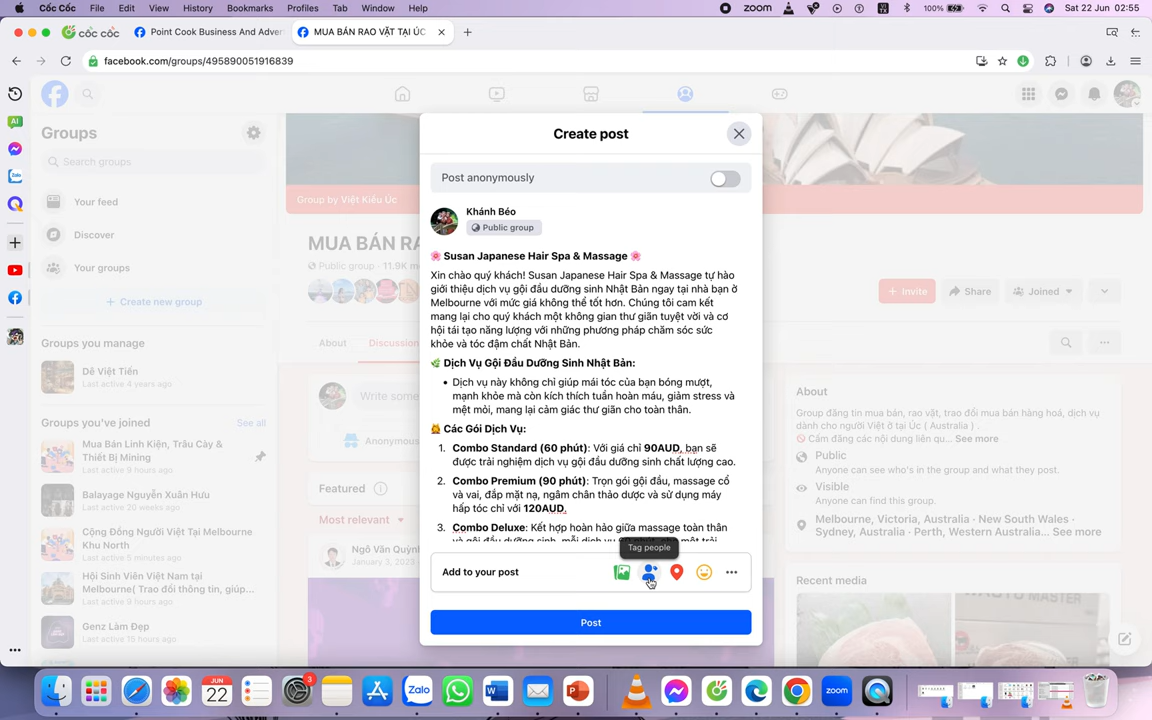 Cốc Cốc File Edit View History Bookmarks Profiles Tab Window Help zoom 100% Sat 22 Jun 02:55
cốc cốc Point Cook Business And Adver MUA BÁN RAO VẶT TẠI ÚC
facebook.com/groups/495890051916839
Groups
Search groups
Your feed
Discover
Your groups
+ Create new group
Groups you manage
Dê Việt Tiến
Last active 4 years ago
Groups you've joined See all
Mua Bán Linh Kiện, Trâu Cày &
Thiết Bị Mining
Last active 9 hours ago
Balayage Nguyễn Xuân Hưu
Last active 20 weeks ago
Cộng Đồng Người Việt Tại Melbourne
Khu North
Last active 5 minutes ago
Hội Sinh Viên Việt Nam tại
Melbourne( Trao đổi thông tin, giup...
Last active 9 hours ago
Genz Làm Đẹp
Last active 15 hours ago
Group by Việt Kiều Úc
MUA BÁN RA
Public group · 11.9K m
+ Invite Share Joined
About Discussion
Write some
Anonymous
Featured
Most relevant
Ngô Văn Quỳnh
January 3, 2023
Create post
Post anonymously
Khánh Béo
Public group
🌸 Susan Japanese Hair Spa & Massage 🌸
Xin chào quý khách! Susan Japanese Hair Spa & Massage tự hào
giới thiệu dịch vụ gội đầu dưỡng sinh Nhật Bản ngay tại nhà bạn ở
Melbourne với mức giá không thể tốt hơn. Chúng tôi cam kết
mang lại cho quý khách một không gian thư giãn tuyệt vời và cơ
hội tái tạo năng lượng với những phương pháp chăm sóc sức
khỏe và tóc đậm chất Nhật Bản.
🌿 Dịch Vụ Gội Đầu Dưỡng Sinh Nhật Bản:
• Dịch vụ này không chỉ giúp mái tóc của bạn bóng mượt,
mạnh khỏe mà còn kích thích tuần hoàn máu, giảm stress và
mệt mỏi, mang lại cảm giác thư giãn cho toàn thân.
Các Gói Dịch Vụ:
1. Combo Standard (60 phút): Với giá chỉ 90AUD, bạn sẽ
được trải nghiệm dịch vụ gội đầu dưỡng sinh chất lượng cao.
2. Combo Premium (90 phút): Trọn gói gội đầu, massage cổ
và vai, đắp mặt nạ, ngâm chân thảo dược và sử dụng máy
hấp tóc chỉ với 120AUD.
3. Combo Deluxe: Kết hợp hoàn hảo giữa massage toàn thân
Tag people
Add to your post
Post
About
Group đăng tin mua bán, rao vặt, trao đổi mua bán hàng hoá, dịch vụ
dành cho người Việt ở tại Úc ( Australia ) .
🚫 Cấm đăng các nội dung liên qu... See more
Public
Anyone can see who's in the group and what they post.
Visible
Anyone can find this group.
Melbourne, Victoria, Australia · New South Wales ·
Sydney, Australia · Perth, Western Australia... See more
Recent media
JUN
22
3
Zalo
zoom